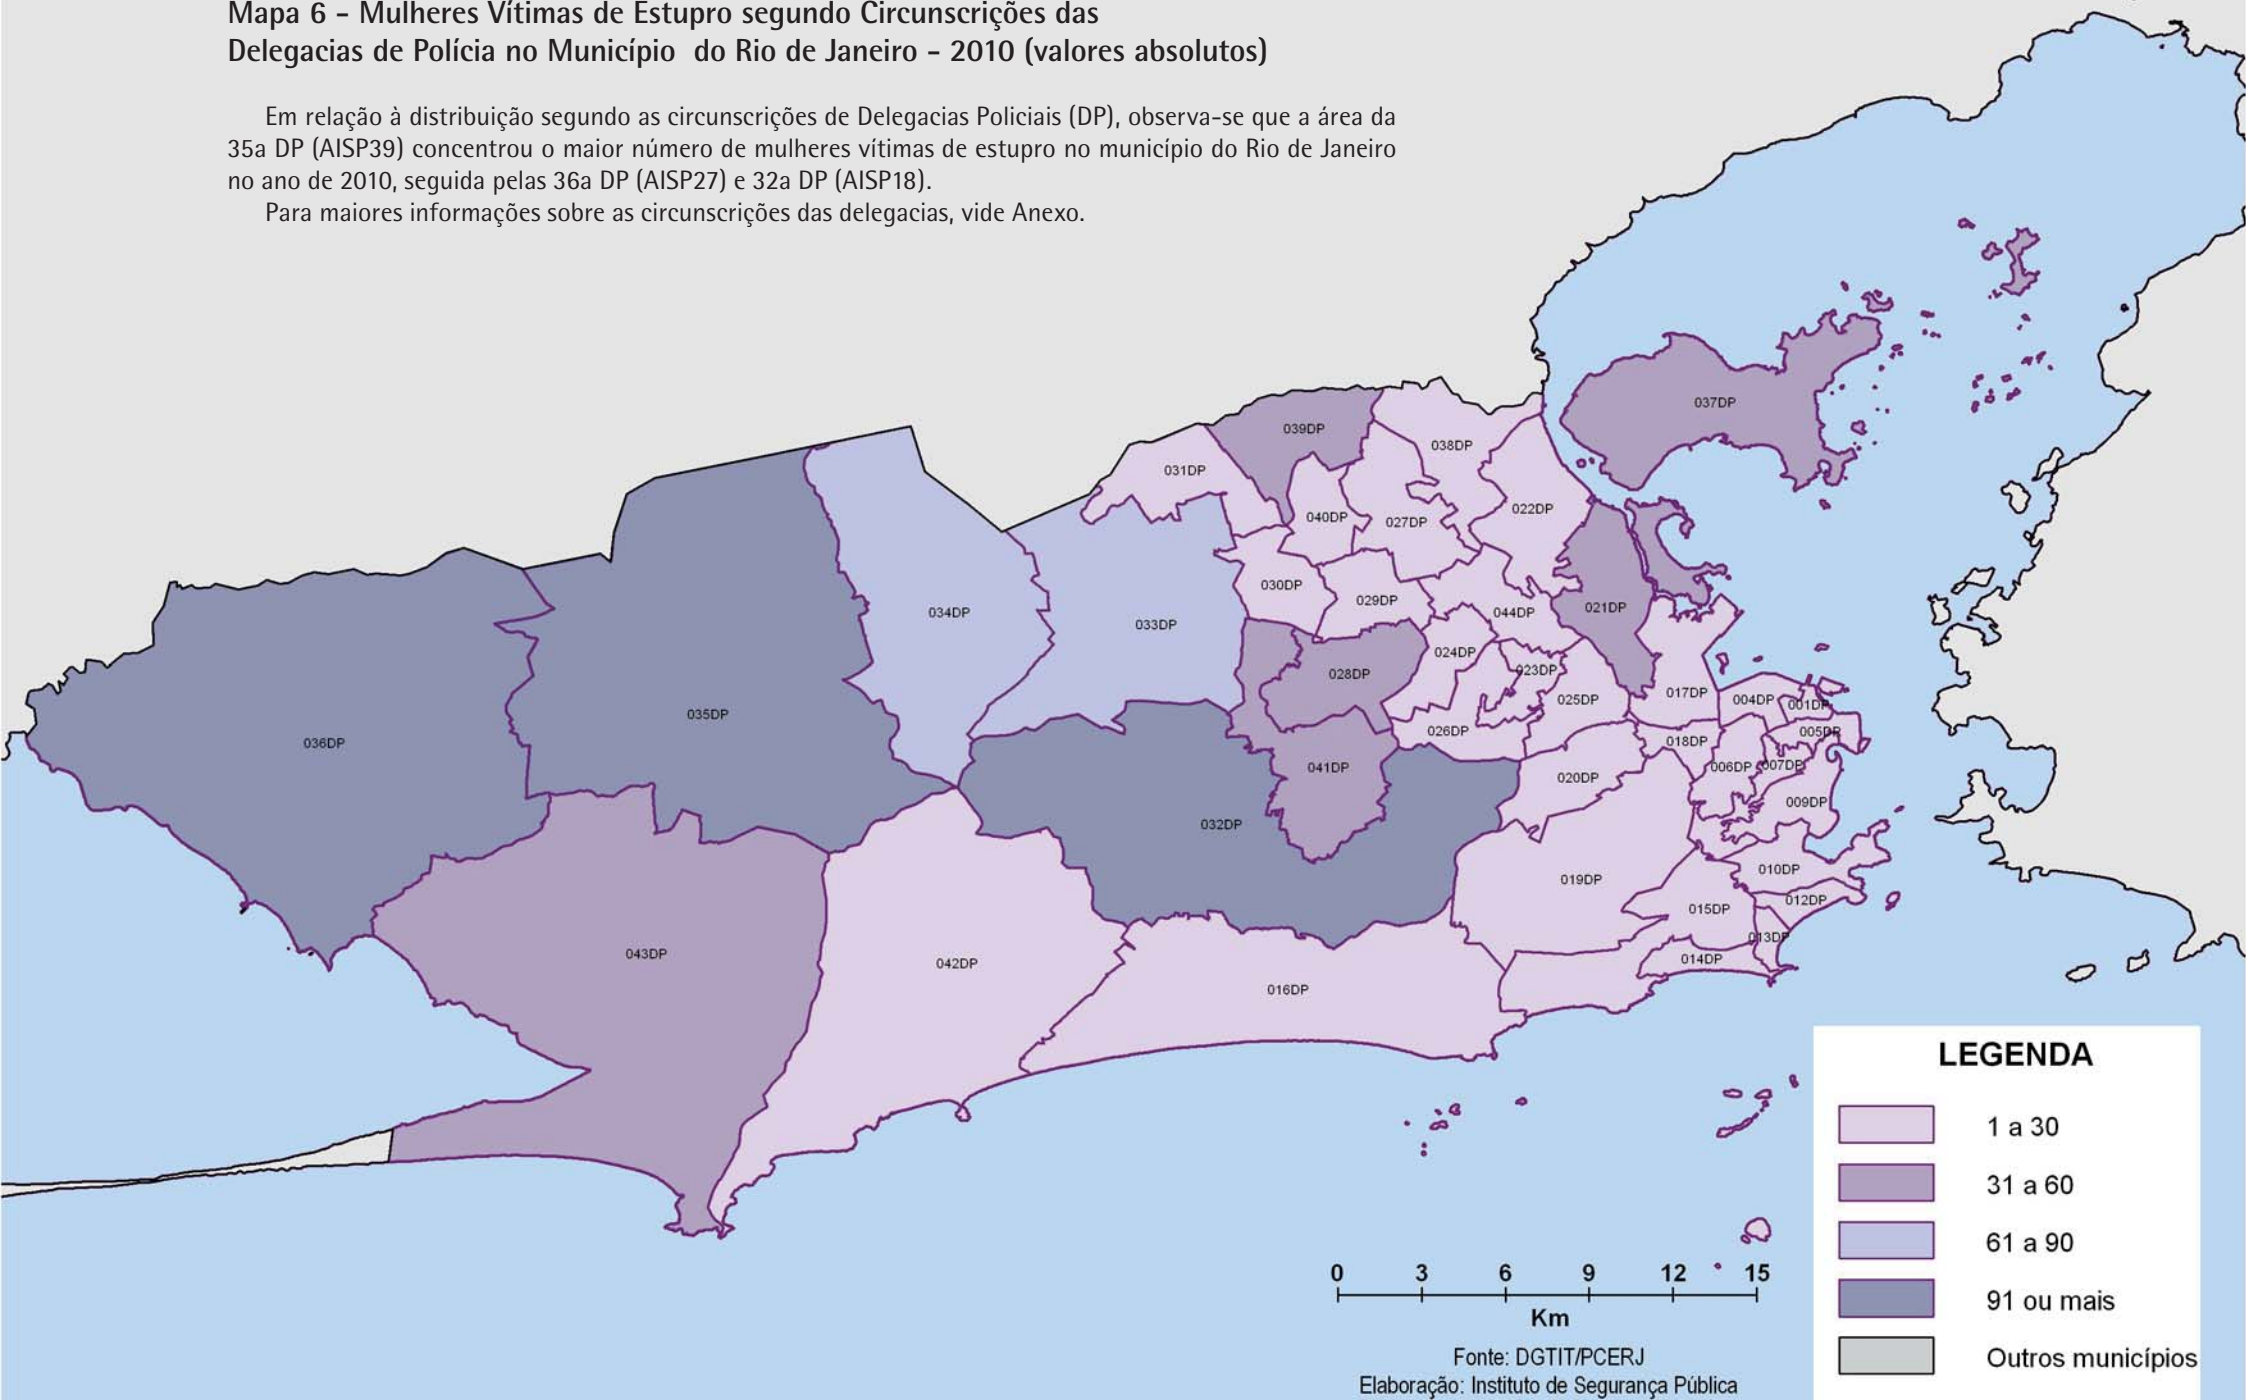 Mapa 6 - Mulheres Vítimas de Estupro segundo Circunscrições das
Delegacias de Polícia no Município do Rio de Janeiro - 2010 (valores absolutos)
Em relação à distribuição segundo as circunscrições de Delegacias Policiais (DP), observa-se que a área da
35a DP (AISP39) concentrou o maior número de mulheres vítimas de estupro no município do Rio de Janeiro
no ano de 2010, seguida pelas 36a DP (AISP27) e 32a DP (AISP18).
Para maiores informações sobre as circunscrições das delegacias, vide Anexo.
037DP
039DP
038DP
031DP
022DP
040DP
027DP
030DP
029DP
021DP
034DP
044DP
033DP
024DP
023DP
028DP
017DP
025DP
004DP
001DP
035DP
026DP
005DP
036DP
018DP
041DP
006DP
007DP
020DP
009DP
032DP
010DP
019DP
012DP
015DP
013DP
043DP
014DP
042DP
016DP
LEGENDA
1 a 30
31 a 60
61 a 90
91 ou mais
Outros municípios
0 3 6 9 12 15
Km
Fonte: DGTIT/PCERJ
Elaboração: Instituto de Segurança Pública